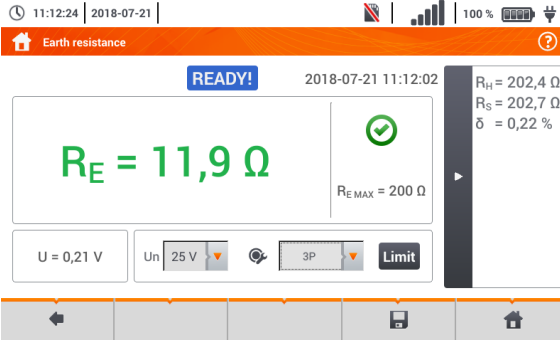 11:12:24 2018-07-21 100 %
Earth resistance ?
READY! 2018-07-21 11:12:02
RE = 11,9 Ω
RE MAX = 200 Ω
RH = 202,4 Ω
RS = 202,7 Ω
δ = 0,22 %
U = 0,21 V
Un 25 V 3P Limit